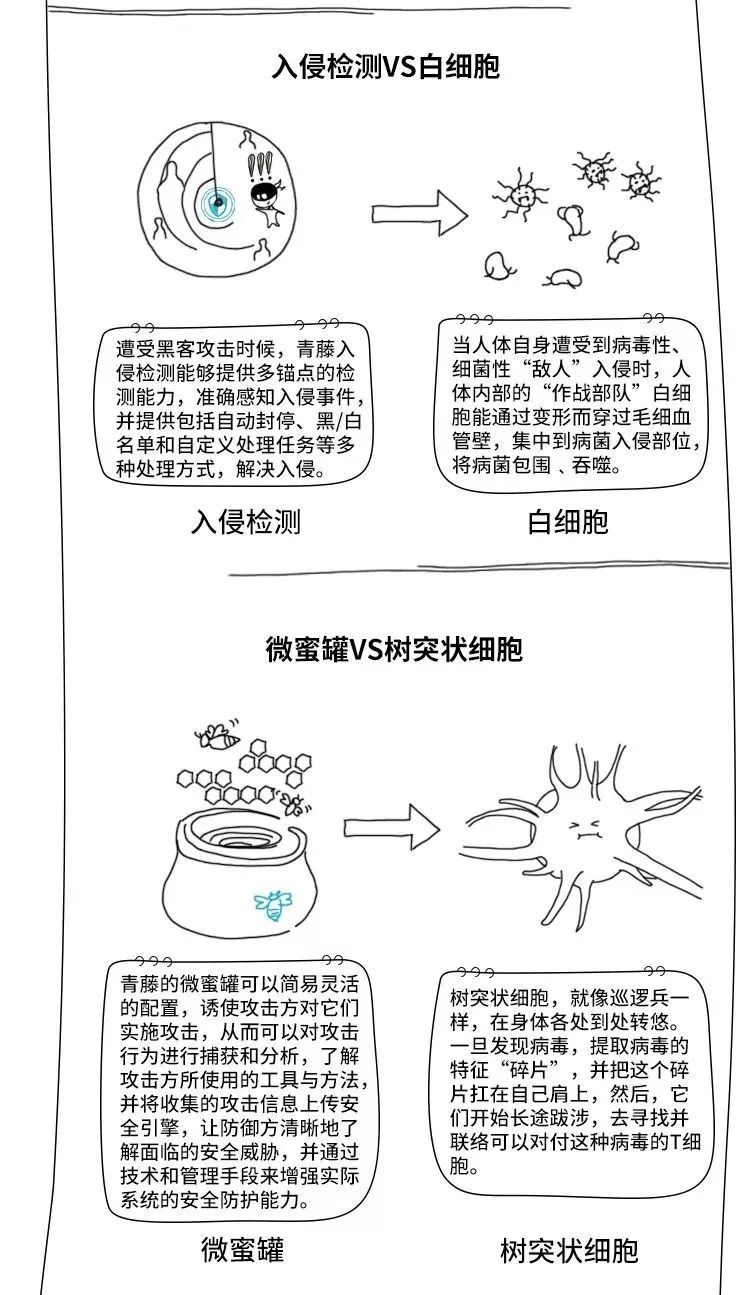 入侵检测VS白细胞
遭受黑客攻击时候，青藤入
侵检测能够提供多锚点的检
测能力，准确感知入侵事件，
并提供包括自动封停、黑/白
名单和自定义处理任务等多
种处理方式，解决入侵。
入侵检测
当人体自身遭受到病毒性、
细菌性“敌人”入侵时，人
体内部的“作战部队”白细
胞能通过变形而穿过毛细血
管壁，集中到病菌入侵部位，
将病菌包围﹑吞噬。
白细胞
微蜜罐VS树突状细胞
青藤的微蜜罐可以简易灵活
的配置，诱使攻击方对它们
实施攻击，从而可以对攻击
行为进行捕获和分析，了解
攻击方所使用的工具与方法，
并将收集的攻击信息上传安
全引擎，让防御方清晰地了
解面临的安全威胁，并通过
技术和管理手段来增强实际
系统的安全防护能力。
微蜜罐
树突状细胞，就像巡逻兵一
样，在身体各处到处转悠。
一旦发现病毒，提取病毒的
特征“碎片”，并把这个碎
片扛在自己肩上，然后，它
们开始长途跋涉，去寻找并
联络可以对付这种病毒的T细
胞。
树突状细胞